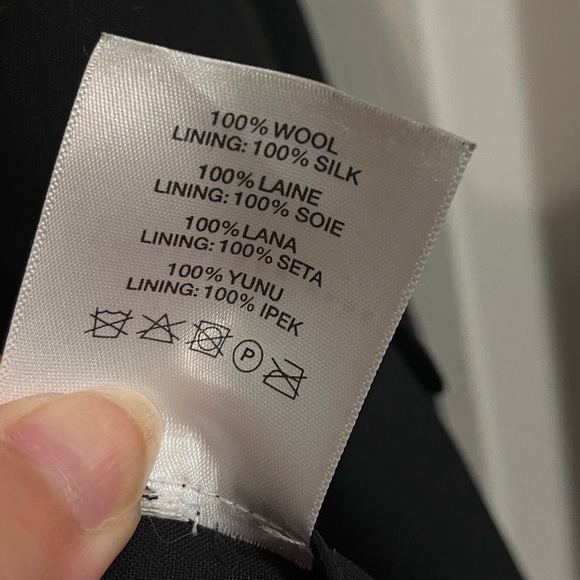 100% WOOL
LINING: 100% SILK
100% LAINE
LINING: 100% SOIE
100% LANA
LINING: 100% SETA
100% YUNU
LINING: 100% IPEK
P